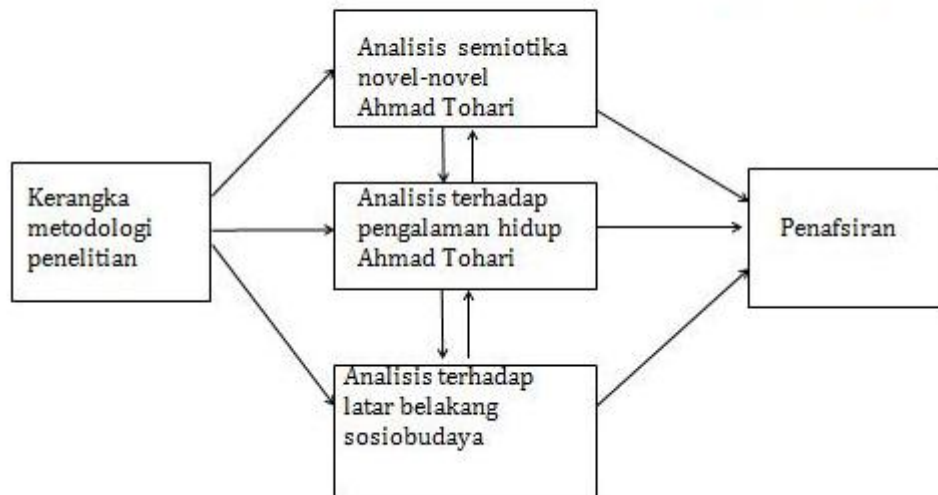 Analisis semiotika
novel-novel
Ahmad Tohari
Kerangka
metodologi
penelitian
Analisis terhadap
pengalaman hidup
Ahmad Tohari
Penafsiran
Analisis terhadap
latar belakang
sosiobudaya